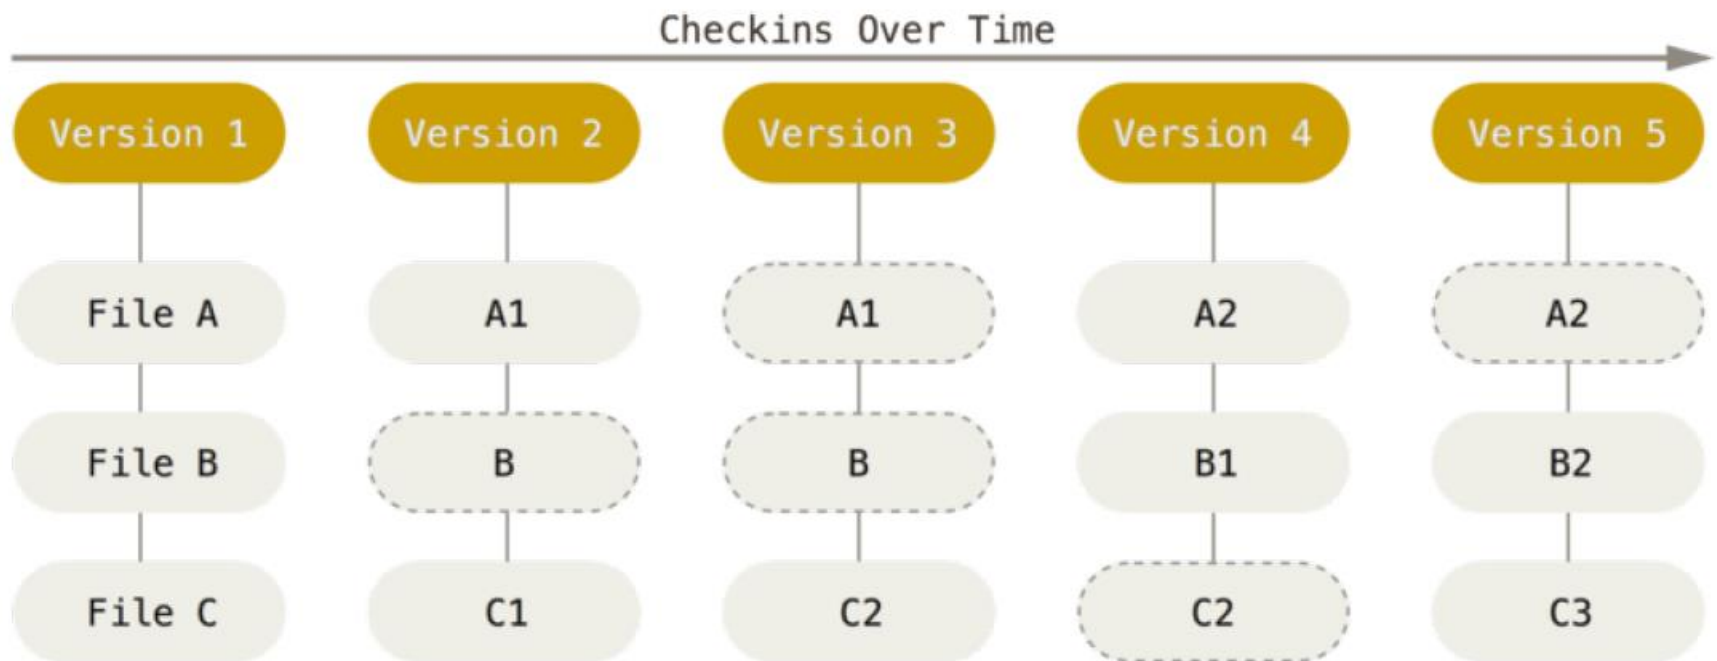 Checkins Over Time
Version 1 Version 2 Version 3 Version 4 Version 5
File A A1 A1 A2 A2
File B B B B1 B2
File C C1 C2 C2 C3